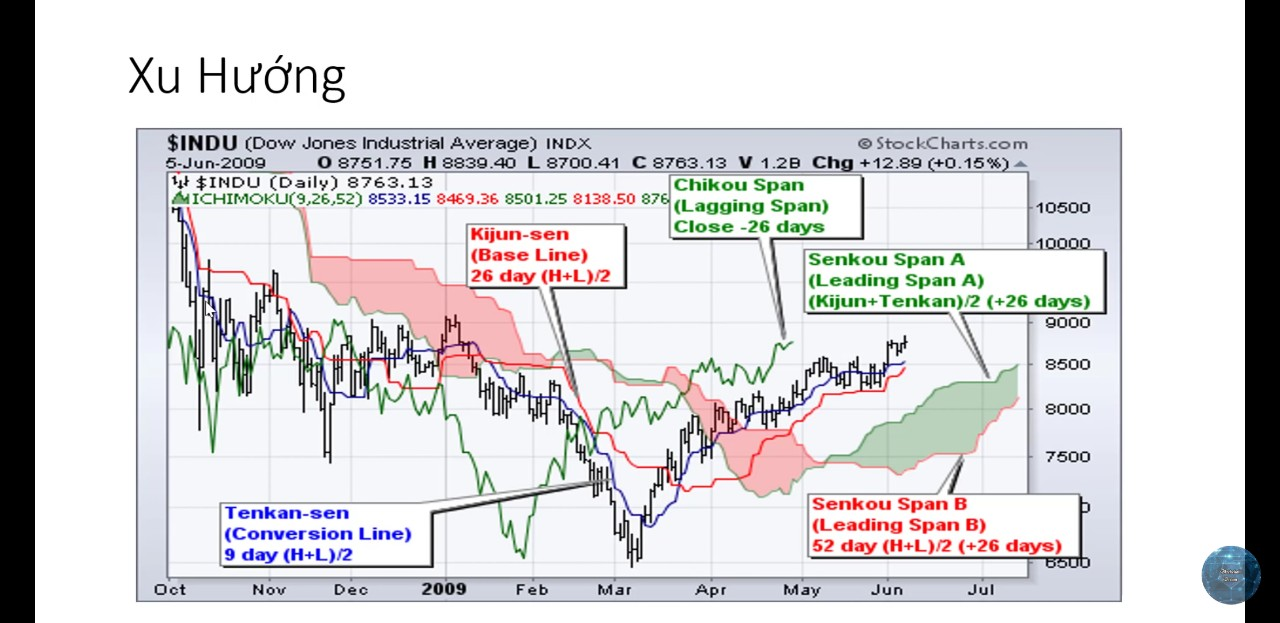 Xu Hướng
$INDU (Dow Jones Industrial Average) INDX
© StockCharts.com
5-Jun-2009 O 8751.75 H 8839.40 L 8700.41 C 8763.13 V 1.2B Chg +12.89 (+0.15%)
$INDU (Daily) 8763.13
ICHIMOKU(9,26,52) 8533.15 8469.36 8501.25 8138.50 876
Chikou Span
(Lagging Span)
Close -26 days
Kijun-sen
(Base Line)
26 day (H+L)/2
Senkou Span A
(Leading Span A)
(Kijun+Tenkan)/2 (+26 days)
Tenkan-sen
(Conversion Line)
9 day (H+L)/2
Senkou Span B
(Leading Span B)
52 day (H+L)/2 (+26 days)
10500
10000
9000
8500
8000
7500
6500
Oct Nov Dec 2009 Feb Mar Apr May Jun Jul